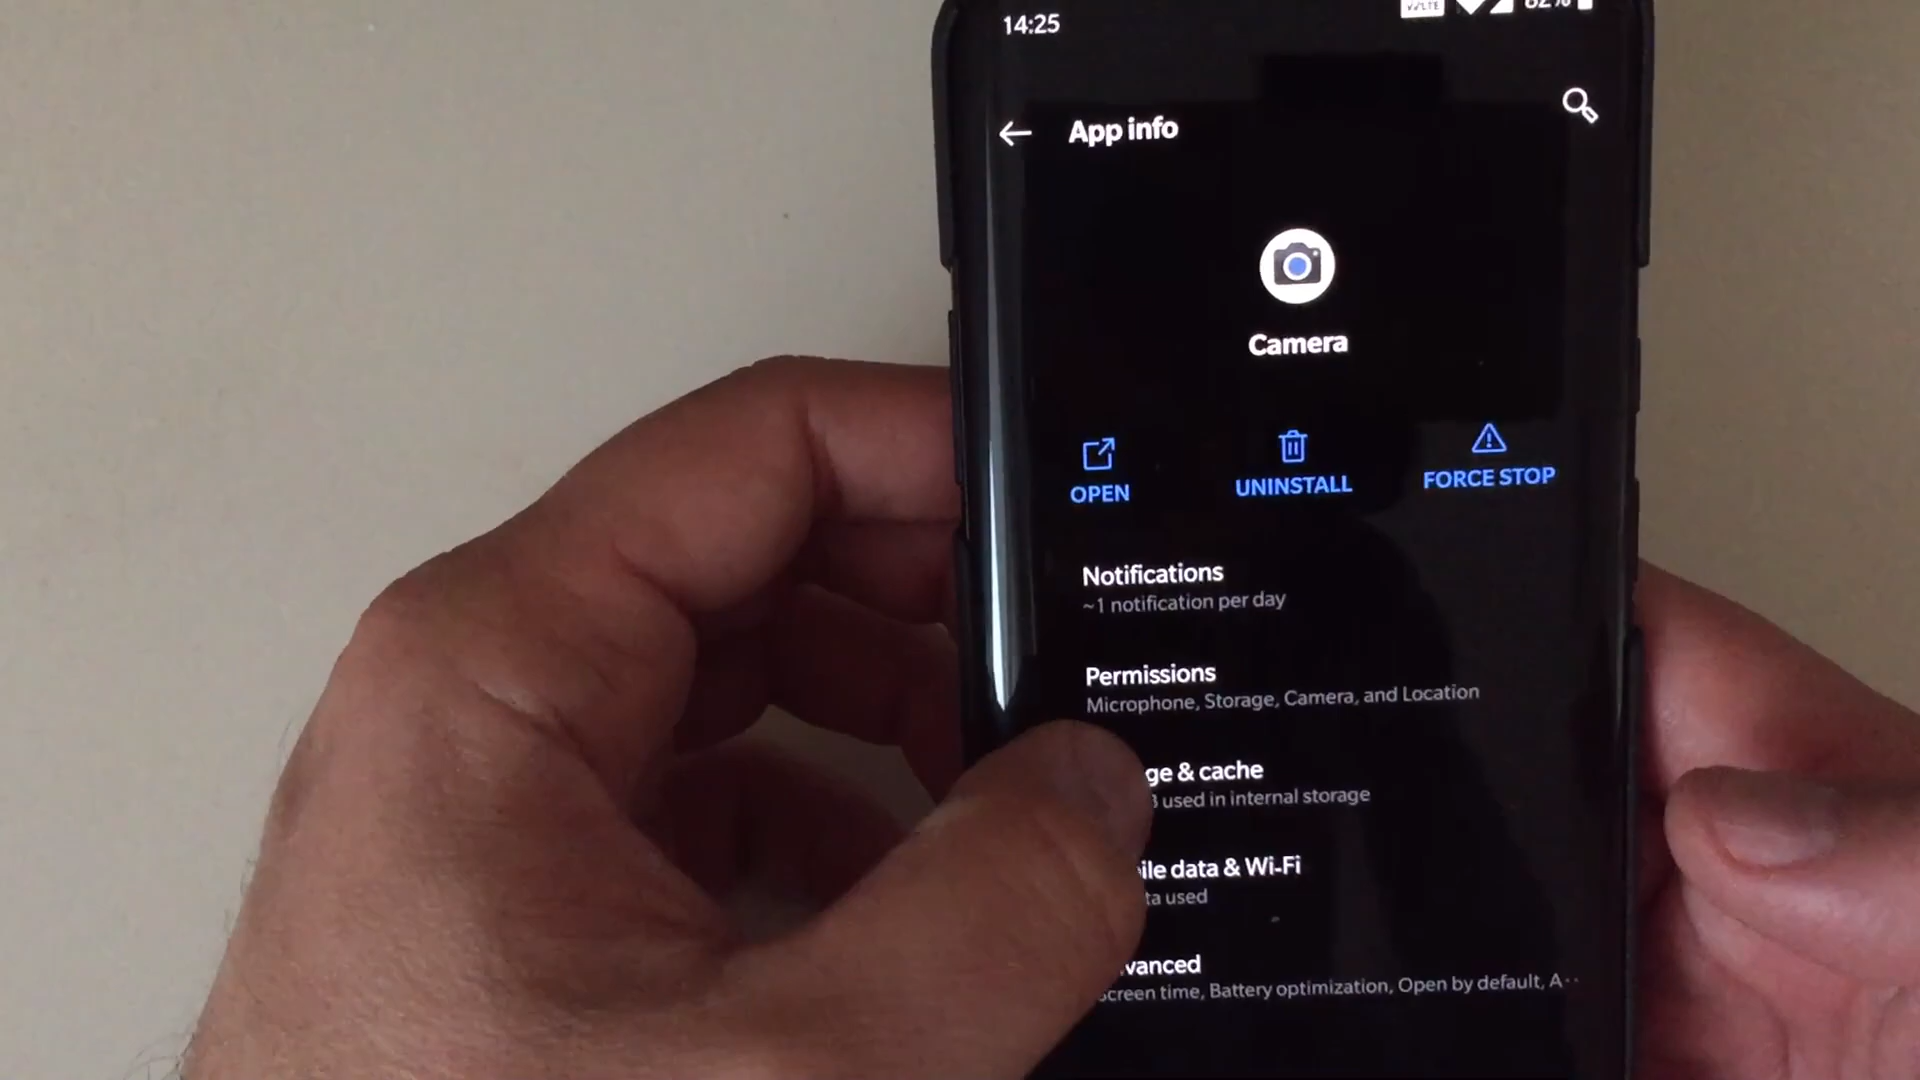 14:25
VoLTE 82%
App info
Camera
OPEN UNINSTALL FORCE STOP
Notifications
~1 notification per day
Permissions
Microphone, Storage, Camera, and Location
ge & cache
B used in internal storage
ile data & Wi-Fi
ta used
vanced
creen time, Battery optimization, Open by default, A··